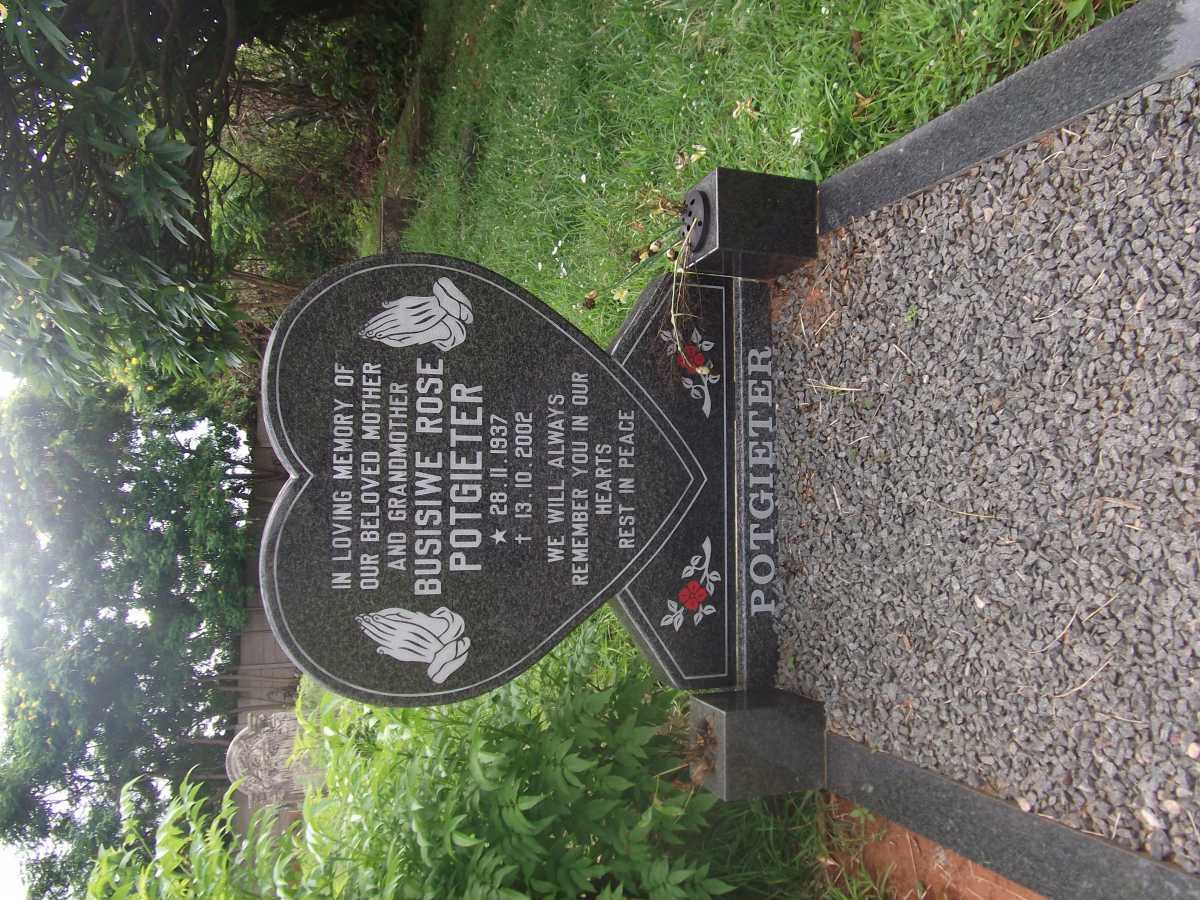 IN LOVING MEMORY OF
OUR BELOVED MOTHER
AND GRANDMOTHER
BUSISIWE ROSE
POTGIETER
★ 28. 11. 1937
† 13. 10. 2002
WE WILL ALWAYS
REMEMBER YOU IN OUR
HEARTS
REST IN PEACE
POTGIETER